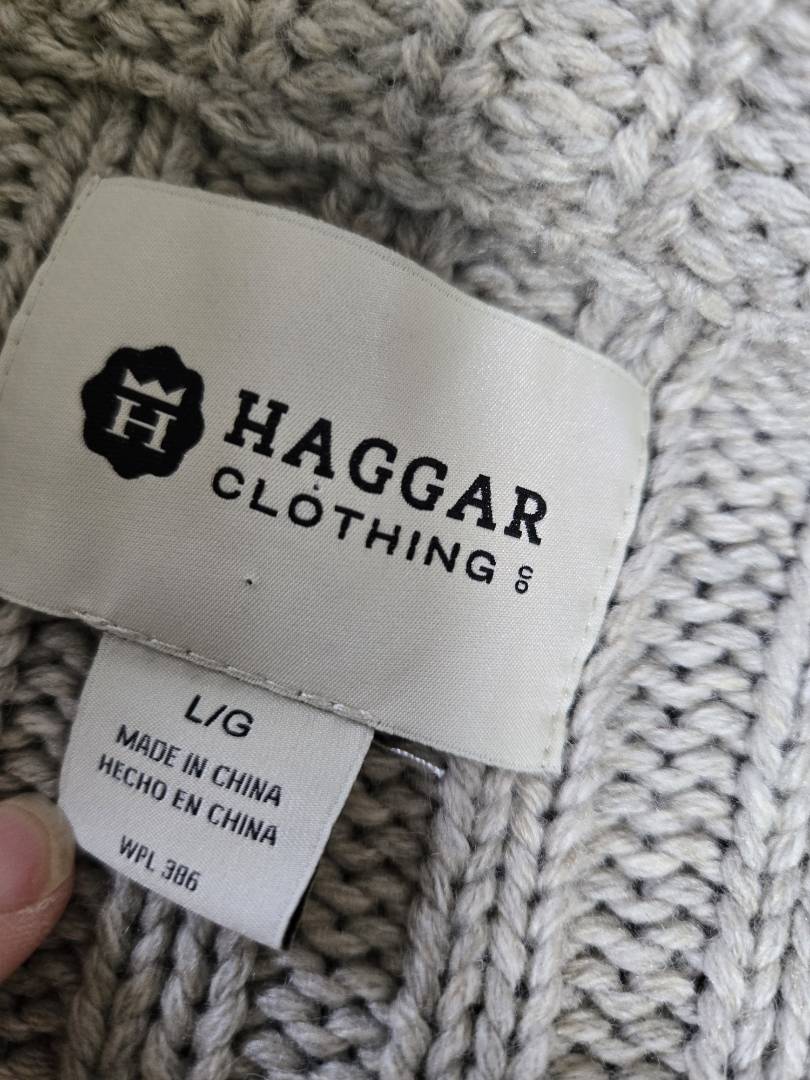 H
HAGGAR
CLOTHING CO
L/G
MADE IN CHINA
HECHO EN CHINA
WPL 386